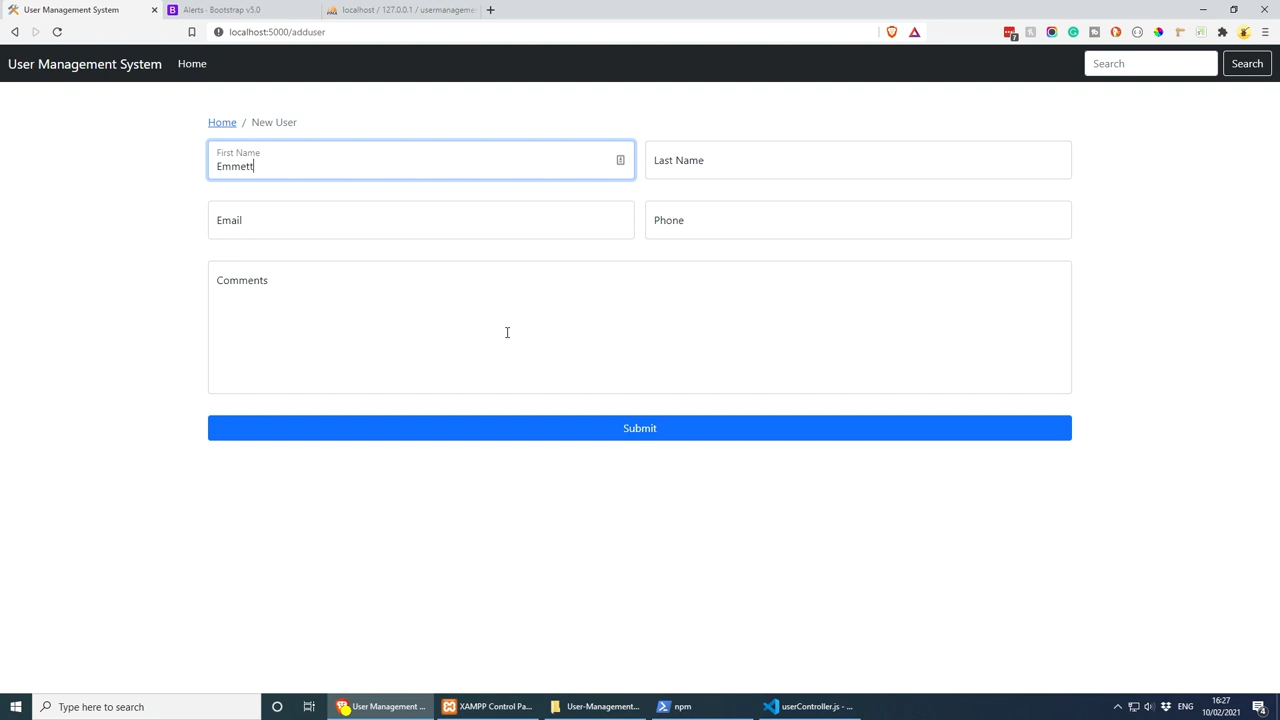 User Management System
Alerts - Bootstrap v5.0
localhost / 127.0.0.1 / usermanageme
localhost:5000/adduser
7
User Management System
Home
Search
Search
Home / New User
First Name
Emmett
Last Name
Email
Phone
Comments
Submit
Type here to search
User Management ...
XAMPP Control Pa...
User-Management...
npm
userController.js - ...
ENG
16:27
10/02/2021
4